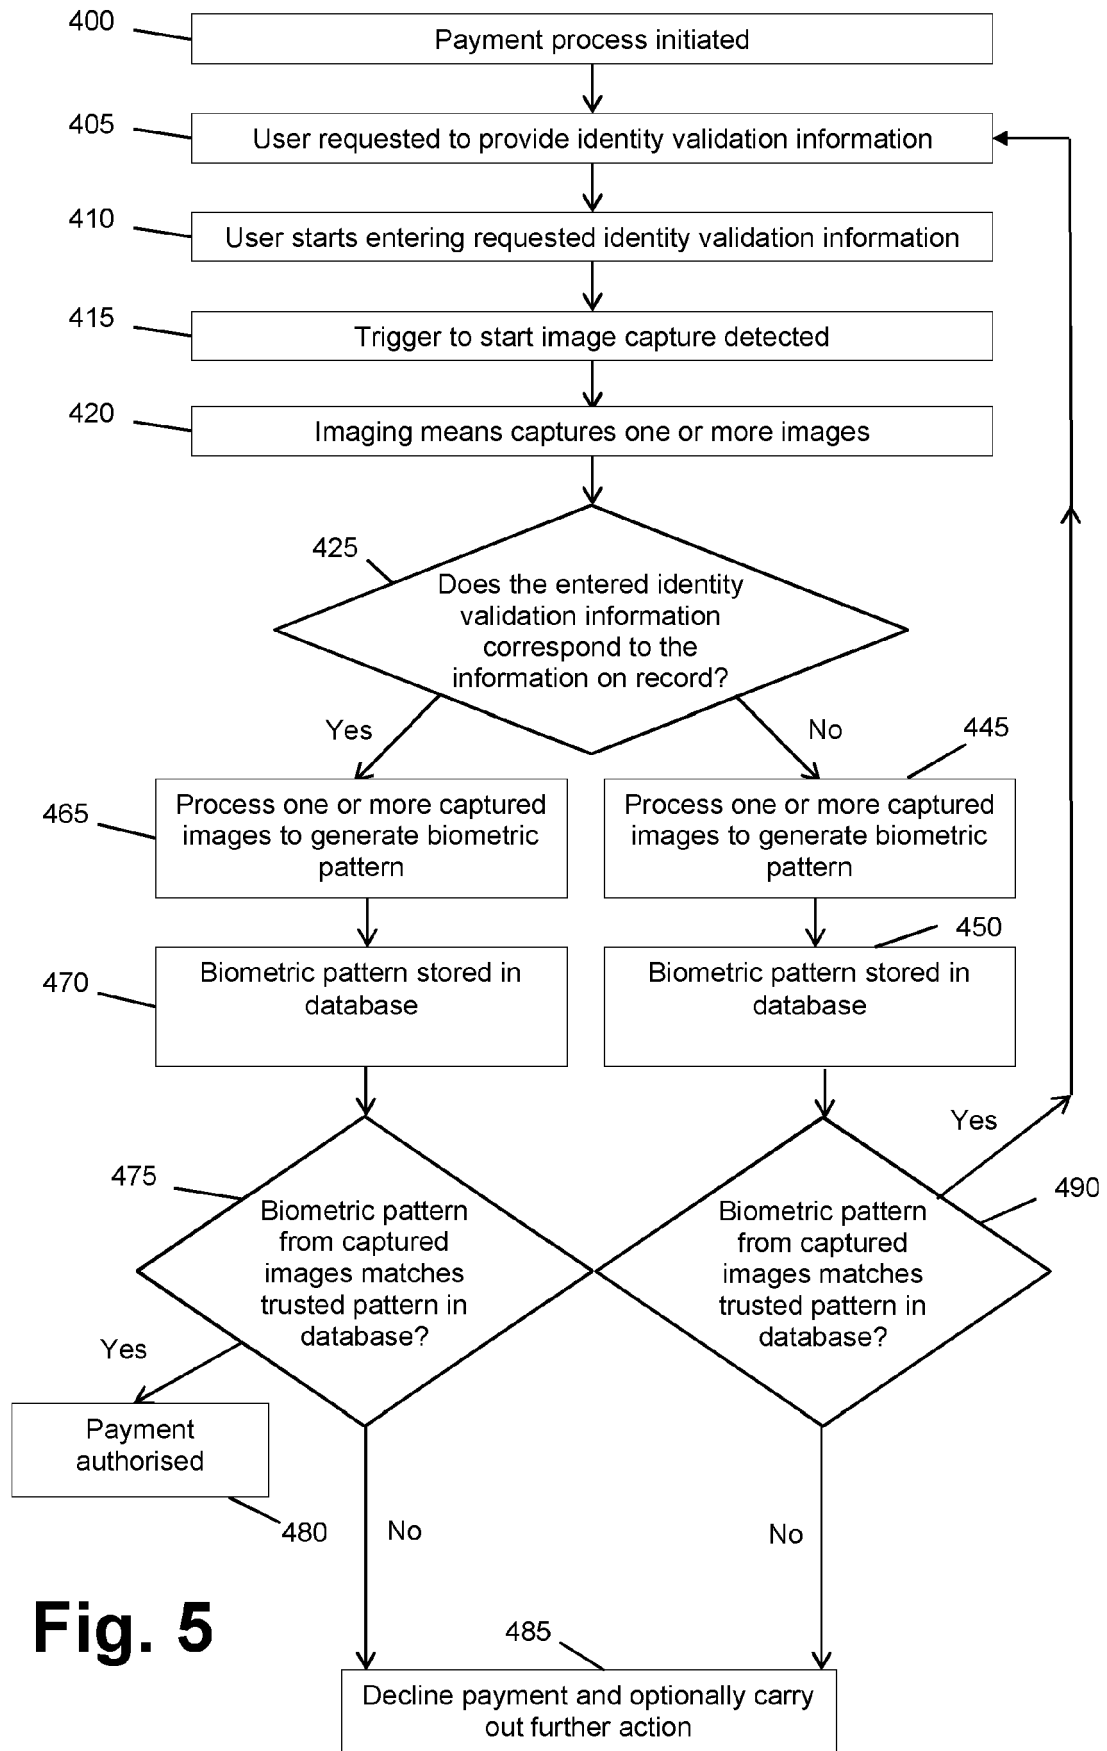 400
Payment process initiated
405
User requested to provide identity validation information
410
User starts entering requested identity validation information
415
Trigger to start image capture detected
420
Imaging means captures one or more images
425
Does the entered identity
validation information
correspond to the
information on record?
Yes
No
445
465
Process one or more captured
images to generate biometric
pattern
Process one or more captured
images to generate biometric
pattern
450
470
Biometric pattern stored in
database
Biometric pattern stored in
database
Yes
475
490
Biometric pattern
from captured
images matches
trusted pattern in
database?
Biometric pattern
from captured
images matches
trusted pattern in
database?
Yes
Payment
authorised
480
No
No
Fig. 5
485
Decline payment and optionally carry
out further action